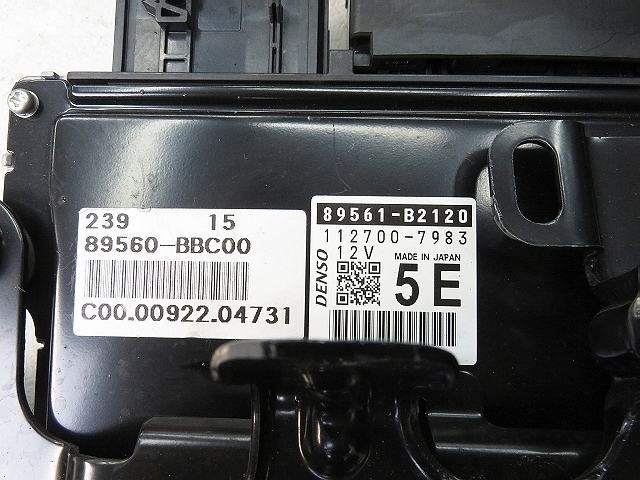 239 15
89560-BBC00
C00.00922.04731
89561-B2120
112700-7983
12V MADE IN JAPAN
DENSO
5E